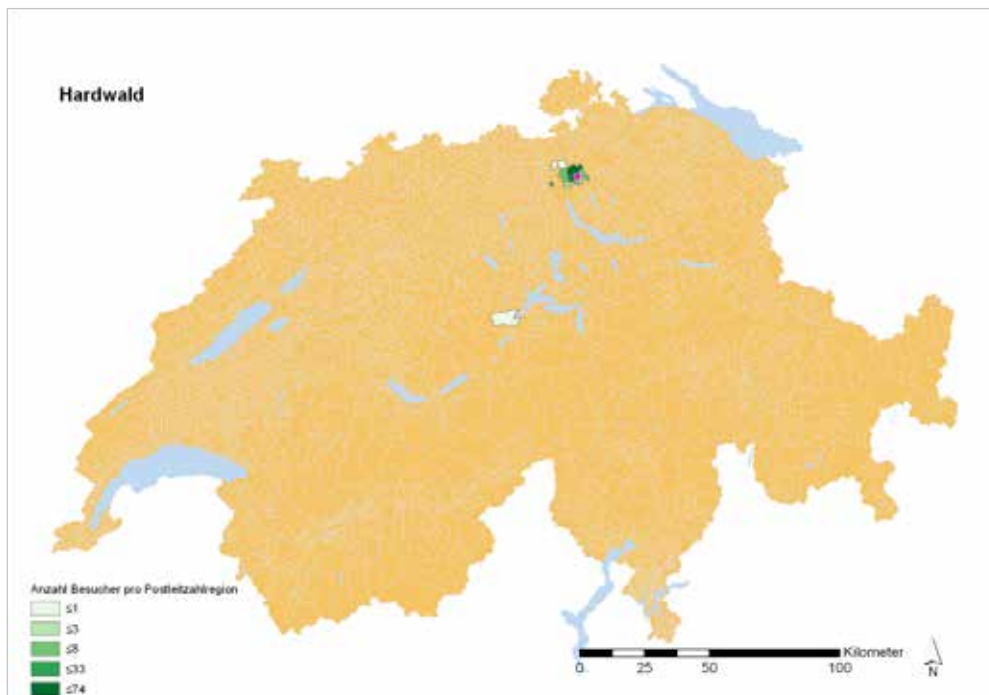 Hardwald
Anzahl Besucher pro Postleitzahlregion
≤1
≤3
≤8
≤33
≤74
Kilometer
0 25 50 100
N